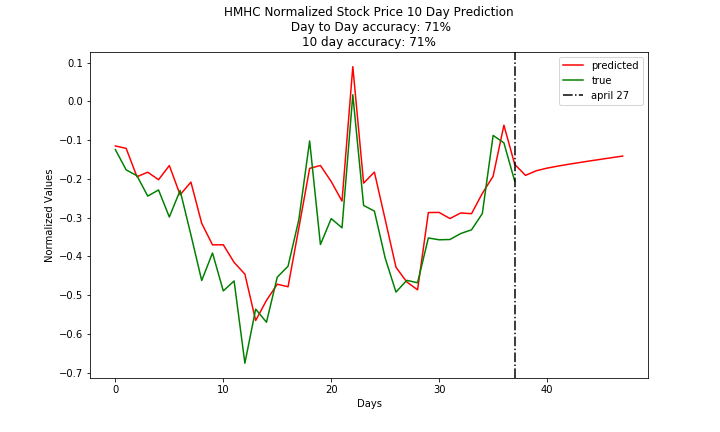 HMHC Normalized Stock Price 10 Day Prediction
Day to Day accuracy: 71%
10 day accuracy: 71%
predicted
true
april 27
0.1
0.0
−0.1
−0.2
−0.3
−0.4
−0.5
−0.6
−0.7
Normalized Values
0 10 20 30 40
Days